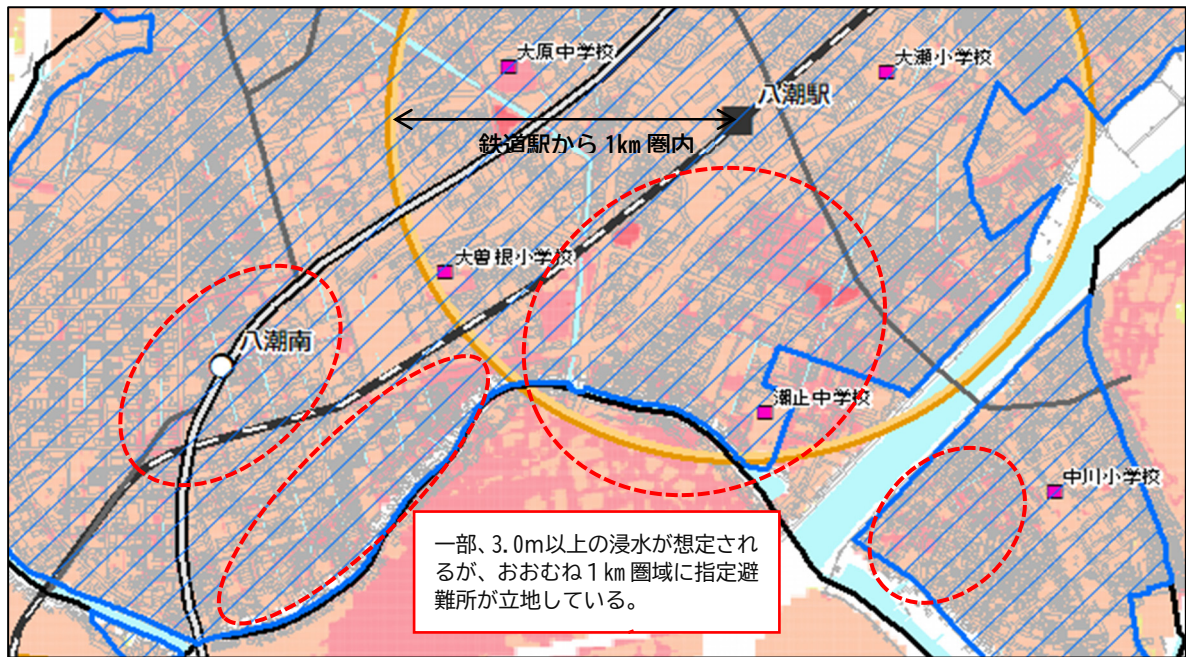 大原中学校
大瀬小学校
八潮駅
鉄道駅から 1km 圏内
大曽根小学校
八潮南
潮止中学校
中川小学校
一部、3.0m以上の浸水が想定され
るが、おおむね1km 圏域に指定避
難所が立地している。